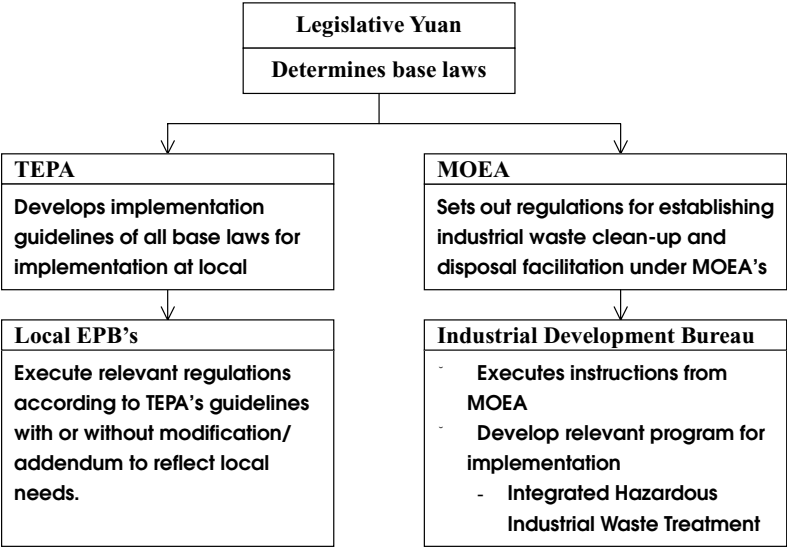 Legislative Yuan
Determines base laws
TEPA
Develops implementation
guidelines of all base laws for
implementation at local
MOEA
Sets out regulations for establishing
industrial waste clean-up and
disposal facilitation under MOEA's
Local EPB's
Execute relevant regulations
according to TEPA's guidelines
with or without modification/
addendum to reflect local
needs.
Industrial Development Bureau
˘ Executes instructions from
MOEA
˘ Develop relevant program for
implementation
- Integrated Hazardous
Industrial Waste Treatment